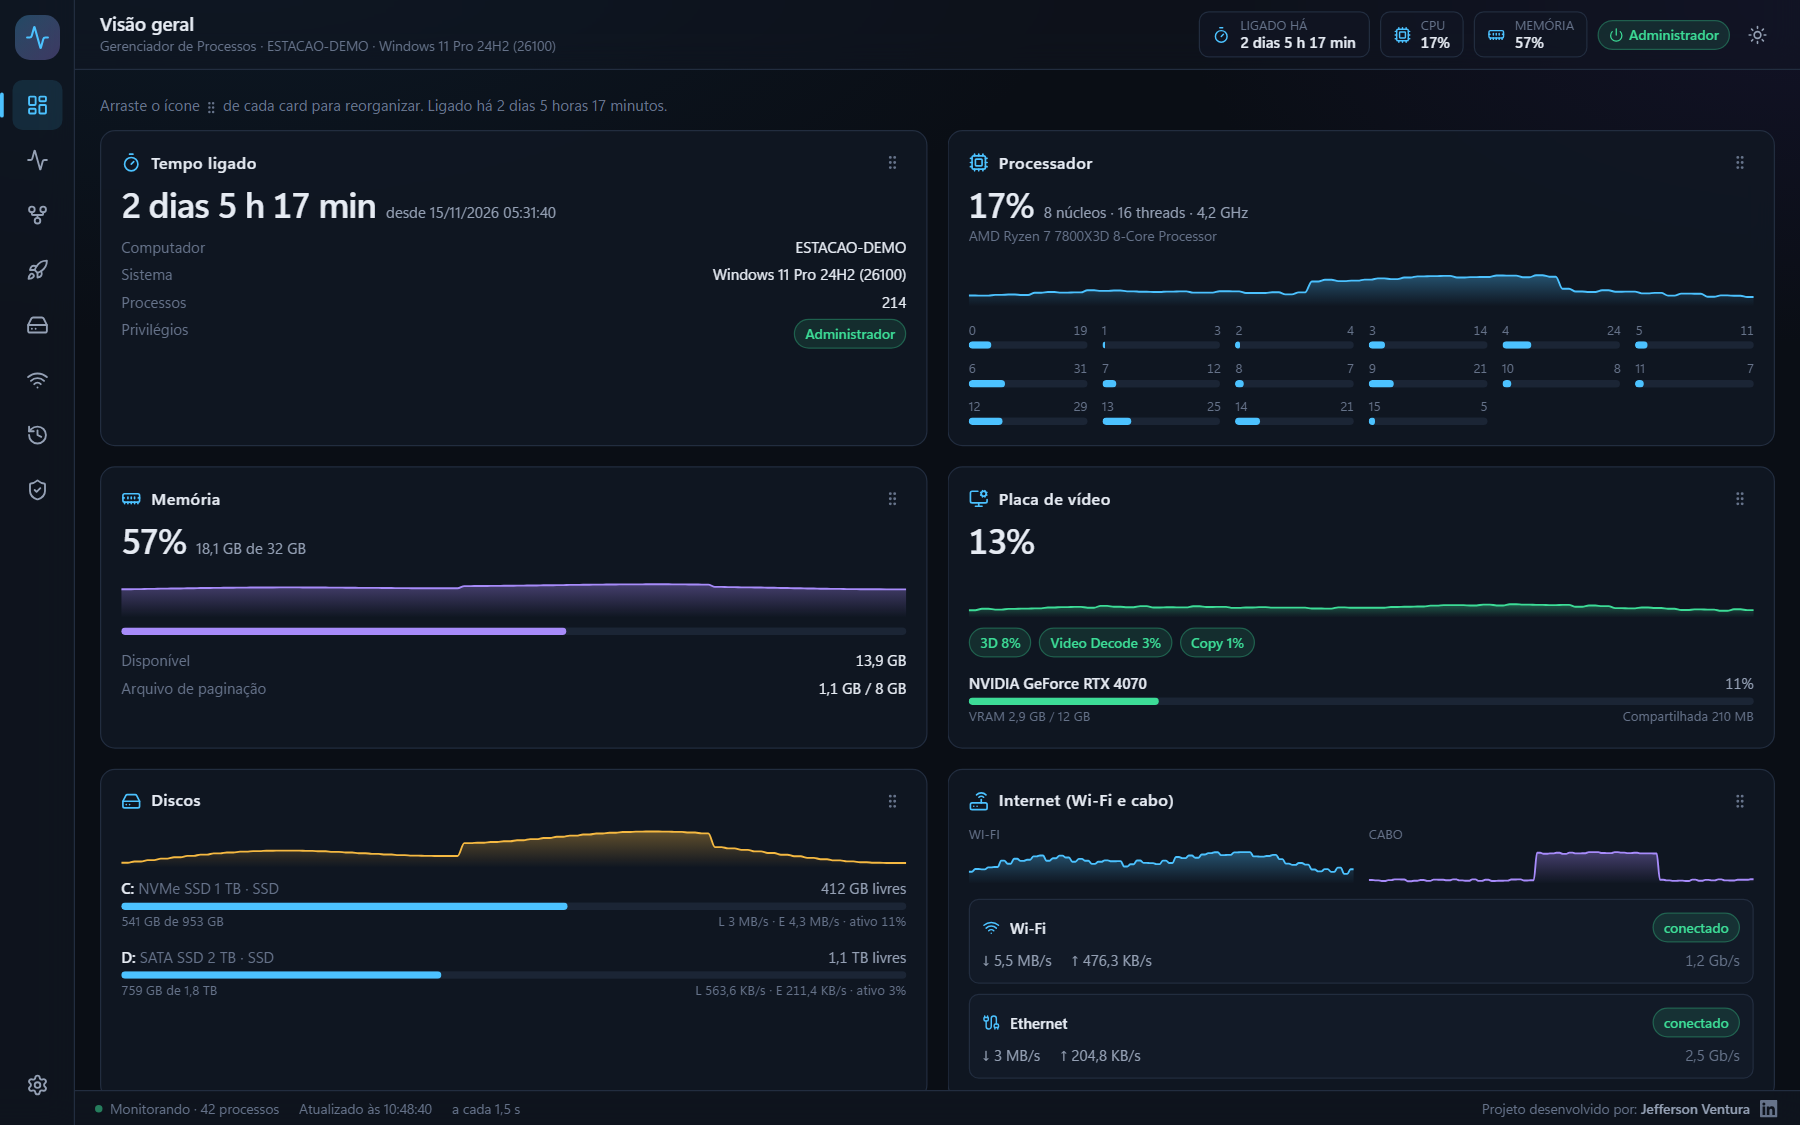 Visão geral
Gerenciador de Processos · ESTACAO-DEMO · Windows 11 Pro 24H2 (26100)
LIGADO HÁ
2 dias 5 h 17 min
CPU
17%
MEMÓRIA
57%
Administrador
Arraste o ícone de cada card para reorganizar. Ligado há 2 dias 5 horas 17 minutos.
Tempo ligado
2 dias 5 h 17 min desde 15/11/2026 05:31:40
Computador ESTACAO-DEMO
Sistema Windows 11 Pro 24H2 (26100)
Processos 214
Privilégios Administrador
Processador
17% 8 núcleos · 16 threads · 4,2 GHz
AMD Ryzen 7 7800X3D 8-Core Processor
0 19 1 3 2 4 3 14 4 24 5 11
6 31 7 12 8 7 9 21 10 8 11 7
12 29 13 25 14 21 15 5
Memória
57% 18,1 GB de 32 GB
Disponível 13,9 GB
Arquivo de paginação 1,1 GB / 8 GB
Placa de vídeo
13%
3D 8% Video Decode 3% Copy 1%
NVIDIA GeForce RTX 4070 11%
VRAM 2,9 GB / 12 GB Compartilhada 210 MB
Discos
C: NVMe SSD 1 TB · SSD 412 GB livres
541 GB de 953 GB L 3 MB/s · E 4,3 MB/s · ativo 11%
D: SATA SSD 2 TB · SSD 1,1 TB livres
759 GB de 1,8 TB L 563,6 KB/s · E 211,4 KB/s · ativo 3%
Internet (Wi-Fi e cabo)
WI-FI CABO
Wi-Fi conectado
↓ 5,5 MB/s ↑ 476,3 KB/s 1,2 Gb/s
Ethernet conectado
↓ 3 MB/s ↑ 204,8 KB/s 2,5 Gb/s
Monitorando · 42 processos Atualizado às 10:48:40 a cada 1,5 s
Projeto desenvolvido por: Jefferson Ventura in